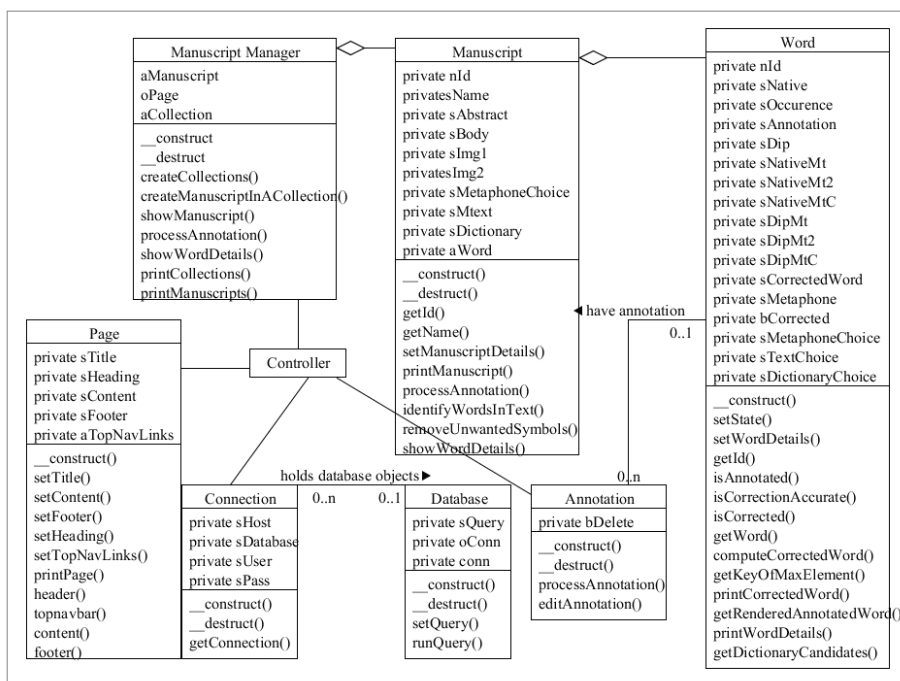 Manuscript Manager
aManuscript
oPage
aCollection
__construct
__destruct
createCollections()
createManuscriptInACollection()
showManuscript()
processAnnotation()
showWordDetails()
printCollections()
printManuscripts()
Manuscript
private nId
privatesName
private sAbstract
private sBody
private sImg1
privatesImg2
private sMetaphoneChoice
private sMtext
private sDictionary
private aWord
__construct()
__destruct()
getId()
getName()
setManuscriptDetails()
printManuscript()
processAnnotation()
identifyWordsInText()
removeUnwantedSymbols()
showWordDetails()
Word
private nId
private sNative
private sOccurence
private sAnnotation
private sDip
private sNativeMt
private sNativeMt2
private sNativeMtC
private sDipMt
private sDipMt2
private sDipMtC
private sCorrectedWord
private sMetaphone
private bCorrected
private sMetaphoneChoice
private sTextChoice
private sDictionaryChoice
__construct()
setState()
setWordDetails()
getId()
isAnnotated()
isCorrectionAccurate()
isCorrected()
getWord()
computeCorrectedWord()
getKeyOfMaxElement()
printCorrectedWord()
getRenderedAnnotatedWord()
printWordDetails()
getDictionaryCandidates()
◄ have annotation
0..1
0..n
Page
private sTitle
private sHeading
private sContent
private sFooter
private aTopNavLinks
__construct()
setTitle()
setContent()
setFooter()
setHeading()
setTopNavLinks()
printPage()
header()
topnavbar()
content()
footer()
Controller
holds database objects ►
0..n
0..1
Connection
private sHost
private sDatabase
private sUser
private sPass
__construct()
__destruct()
getConnection()
Database
private sQuery
private oConn
private conn
__construct()
__destruct()
setQuery()
runQuery()
Annotation
private bDelete
__construct()
__destruct()
processAnnotation()
editAnnotation()